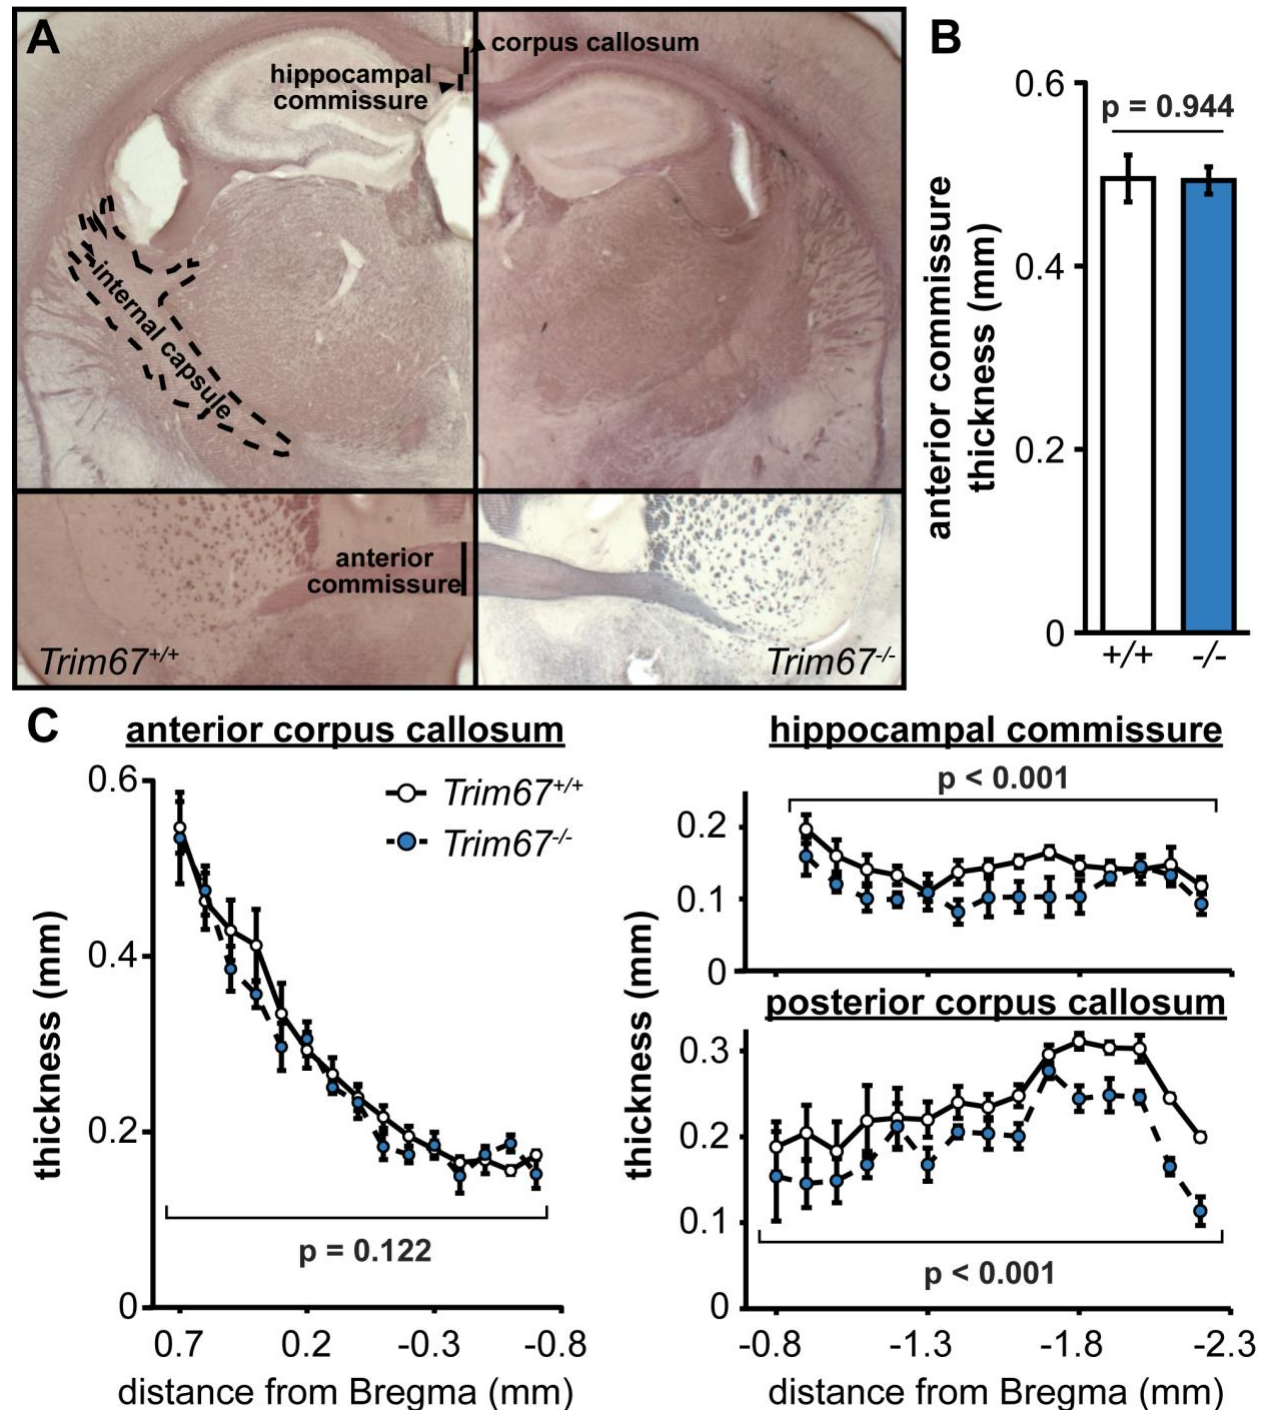 A
corpus callosum
hippocampal
commissure
internal capsule
anterior
commissure
Trim67+/+
Trim67-/-
B
0.6
p = 0.944
0.4
0.2
0
anterior commissure
thickness (mm)
+/+
-/-
C
anterior corpus callosum
0.6
Trim67+/+
Trim67-/-
0.4
0.2
0
thickness (mm)
p = 0.122
0.7
0.2
-0.3
-0.8
distance from Bregma (mm)
hippocampal commissure
p < 0.001
0.2
0.1
0
thickness (mm)
posterior corpus callosum
0.3
0.2
0.1
0
p < 0.001
-0.8
-1.3
-1.8
-2.3
distance from Bregma (mm)